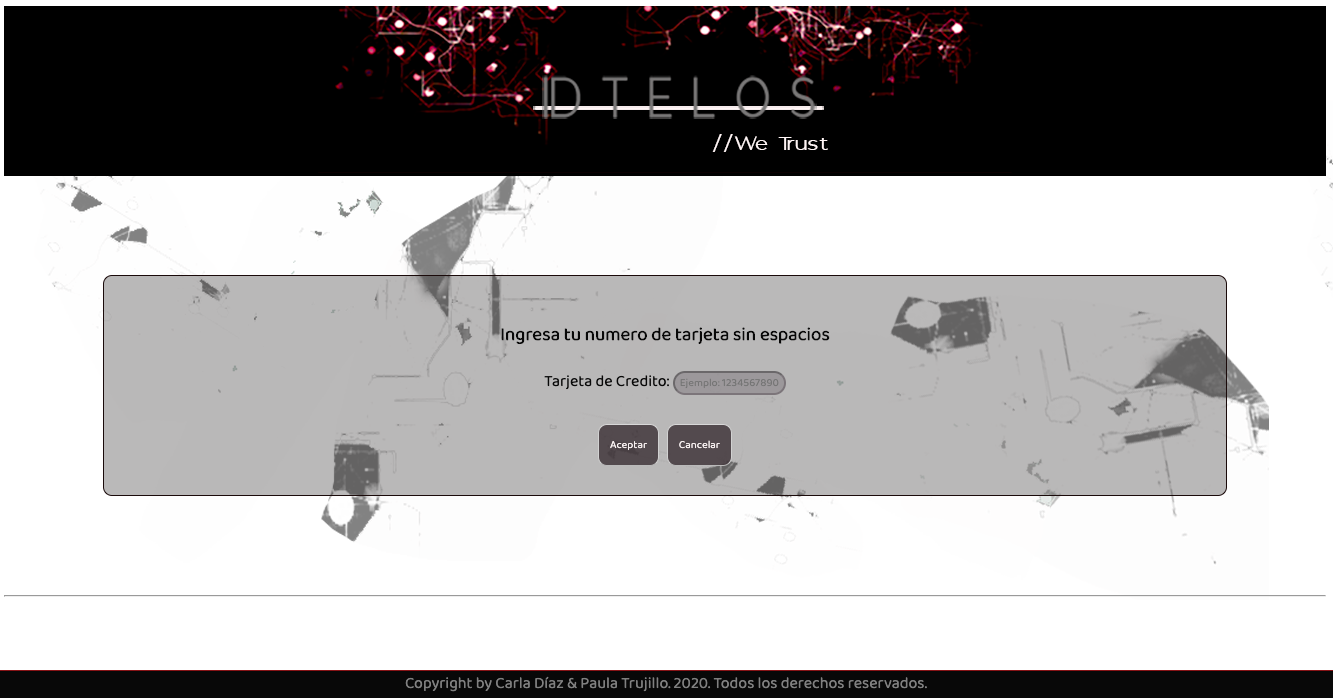 IDTELOS
//We Trust
Ingresa tu numero de tarjeta sin espacios
Tarjeta de Credito: Ejemplo: 1234567890
Aceptar Cancelar
Copyright by Carla Díaz & Paula Trujillo. 2020. Todos los derechos reservados.